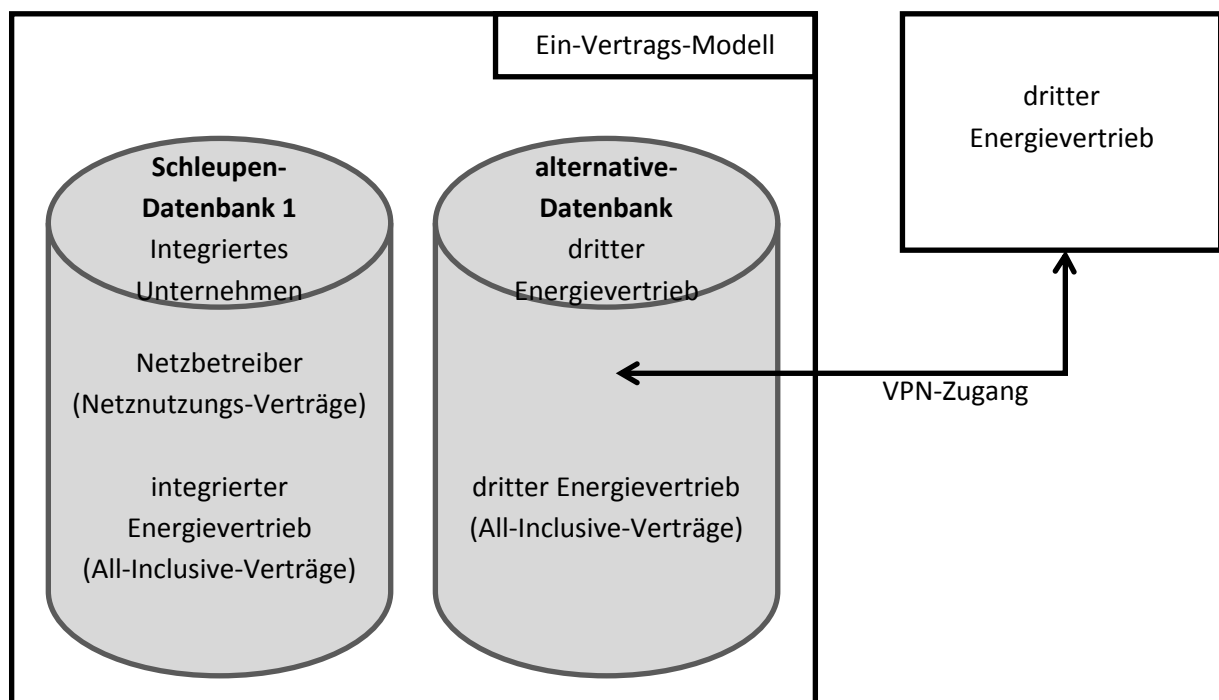 Ein-Vertrags-Modell
dritter
Energievertrieb
Schleupen-
Datenbank 1
Integriertes
Unternehmen
Netzbetreiber
(Netznutzungs-Verträge)
integrierter
Energievertrieb
(All-Inclusive-Verträge)
alternative-
Datenbank
dritter
Energievertrieb
dritter Energievertrieb
(All-Inclusive-Verträge)
VPN-Zugang